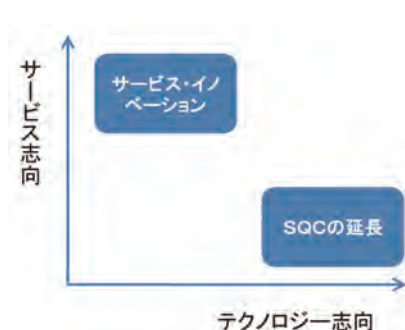 サービス志向
サービス・イノ
ベーション
SQCの延長
テクノロジー志向